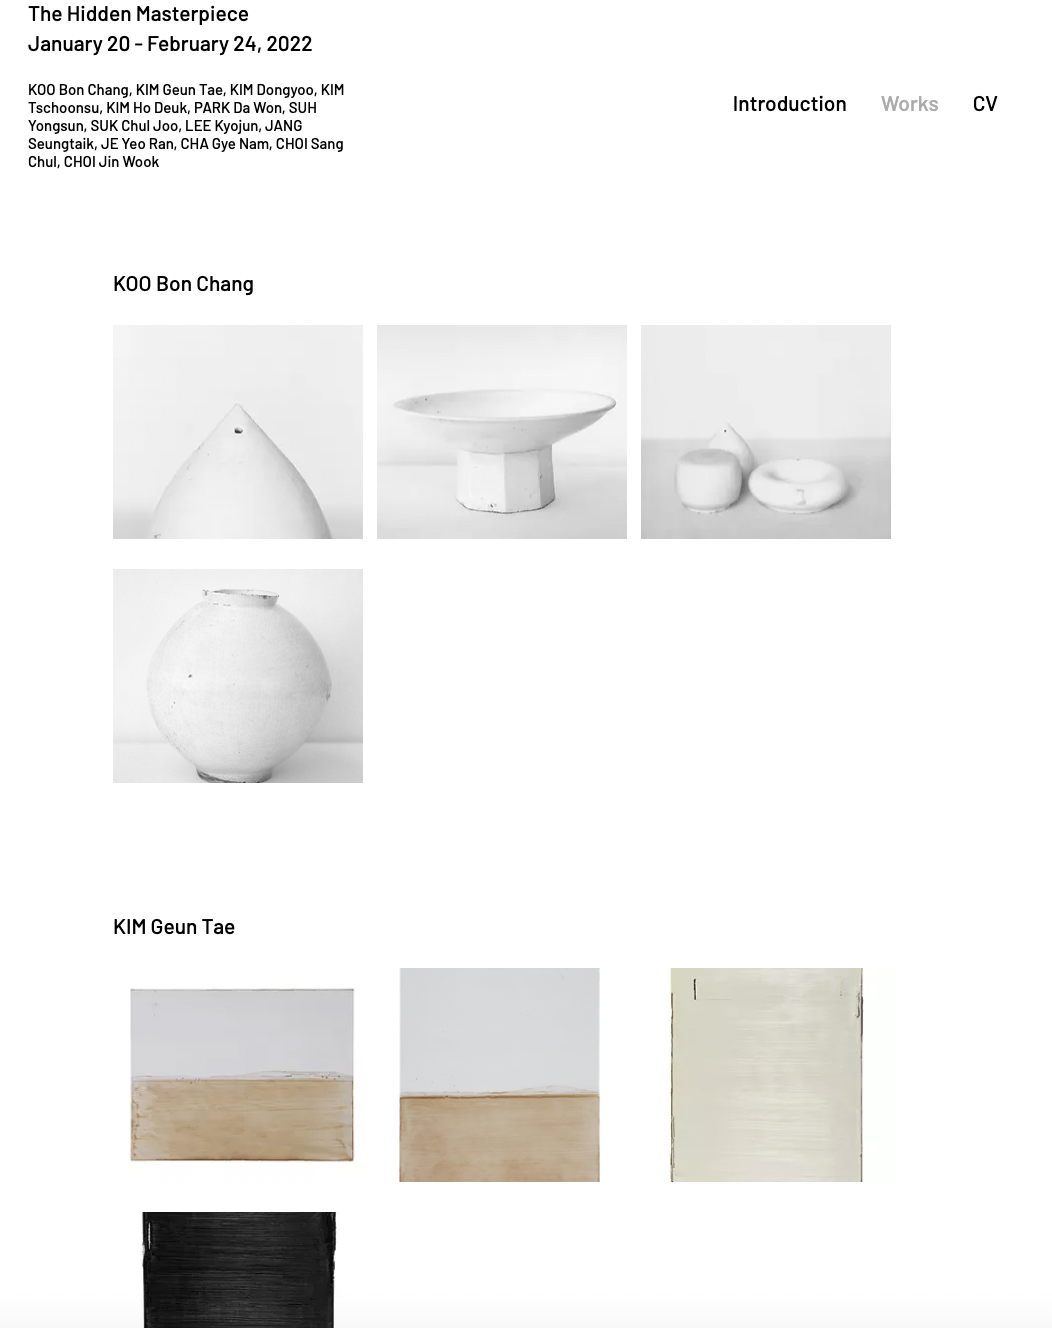 The Hidden Masterpiece
January 20 - February 24, 2022
KOO Bon Chang, KIM Geun Tae, KIM Dongyoo, KIM
Tschoonsu, KIM Ho Deuk, PARK Da Won, SUH
Yongsun, SUK Chul Joo, LEE Kyojun, JANG
Seungtaik, JE Yeo Ran, CHA Gye Nam, CHOI Sang
Chul, CHOI Jin Wook
Introduction Works CV
KOO Bon Chang
KIM Geun Tae